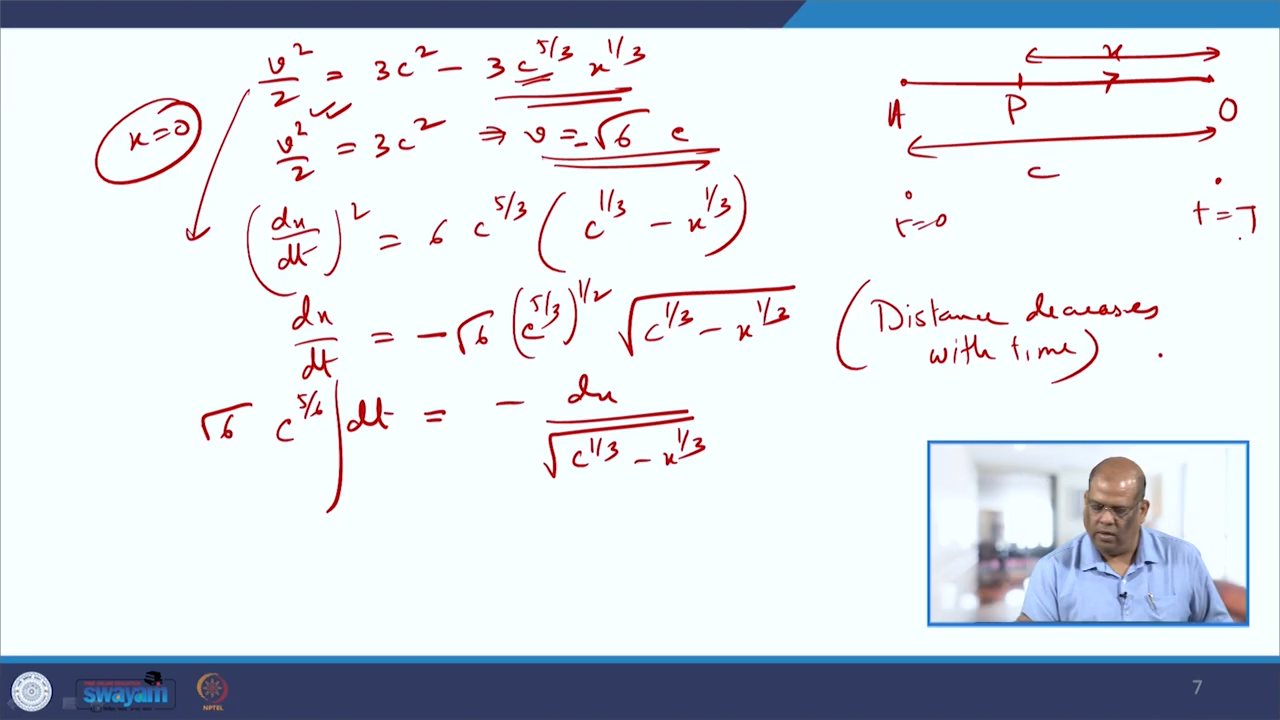 v²/2 = 3c² - 3 c^{5/3} x^{1/3}
x=0
v²/2 = 3c² ⇒ v = √6 c
(dx/dt)² = 6 c^{5/3} ( c^{1/3} - x^{1/3} )
dx/dt = -√6 (c^{5/3})^{1/2} √(c^{1/3} - x^{1/3})
( Distance decreases
with time )
√6 c^{5/6} ∫ dt = - dx / √(c^{1/3} - x^{1/3})
x
A P O
c
t=0 t=T
swayam
NPTEL
7